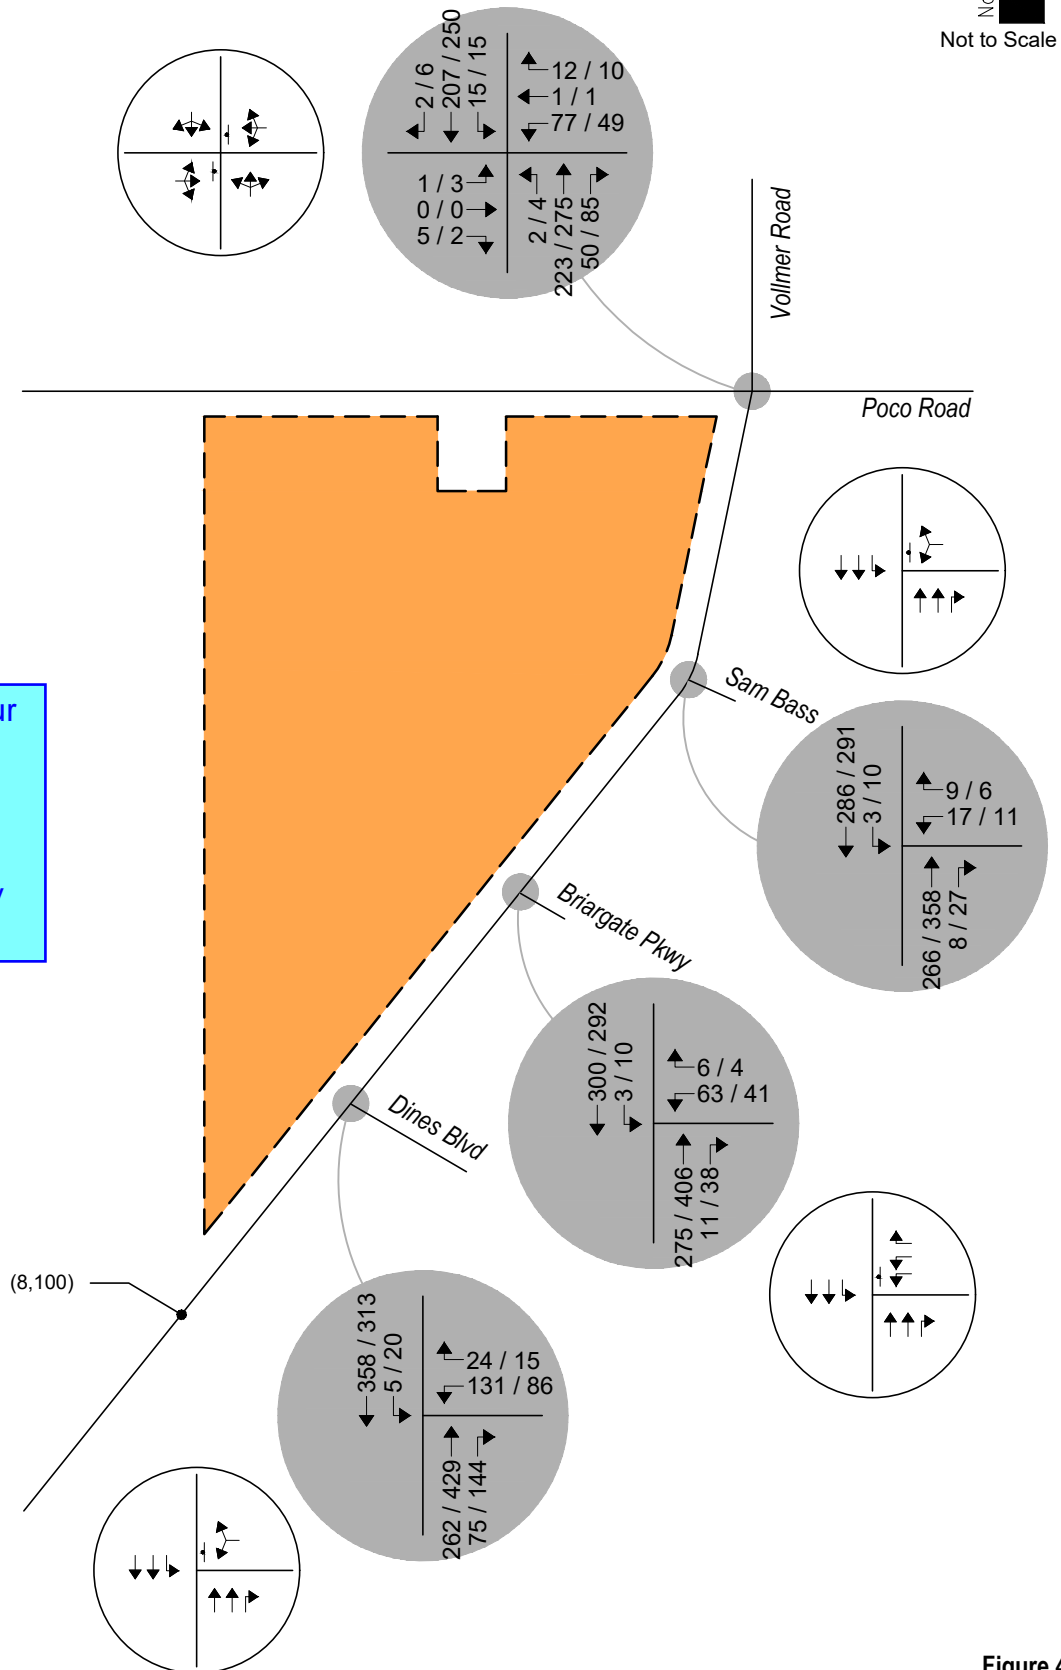 Not to Scale
2 / 6
207 / 250
15 / 15
12 / 10
1 / 1
77 / 49
1 / 3
0 / 0
5 / 2
2 / 4
223 / 275
50 / 85
Vollmer Road
Poco Road
Sam Bass
286 / 291
3 / 10
9 / 6
17 / 11
266 / 358
8 / 27
Briargate Pkwy
300 / 292
3 / 10
6 / 4
63 / 41
275 / 406
11 / 38
Dines Blvd
(8,100)
358 / 313
5 / 20
24 / 15
131 / 86
262 / 429
75 / 144
Figure 4